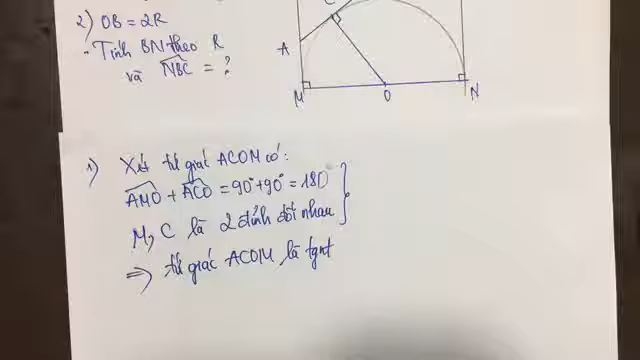 2) OB = 2R
- Tính BN theo R
và NBC = ?
A
M
O
N
1) Xét tứ giác ACOM có:
AMO + ACO = 90° + 90° = 180°
M, C là 2 đỉnh đối nhau
=> tứ giác ACOM là tgnt